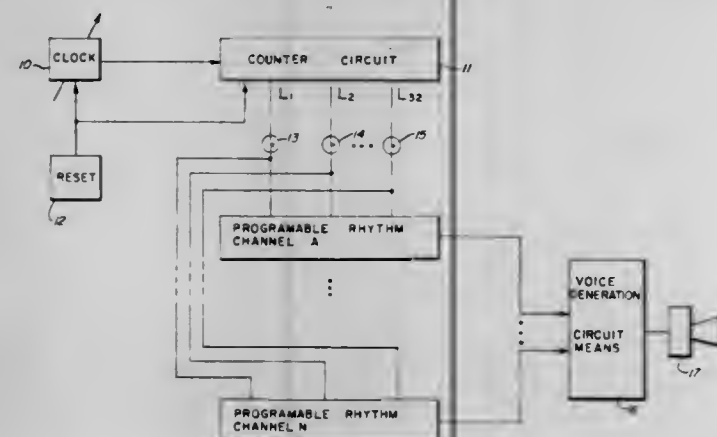 10
CLOCK
COUNTER CIRCUIT
11
L1
L2
L32
13
14
15
RESET
12
PROGRAMABLE RHYTHM
CHANNEL A
VOICE
GENERATION
CIRCUIT
MEANS
17
PROGRAMABLE RHYTHM
CHANNEL N